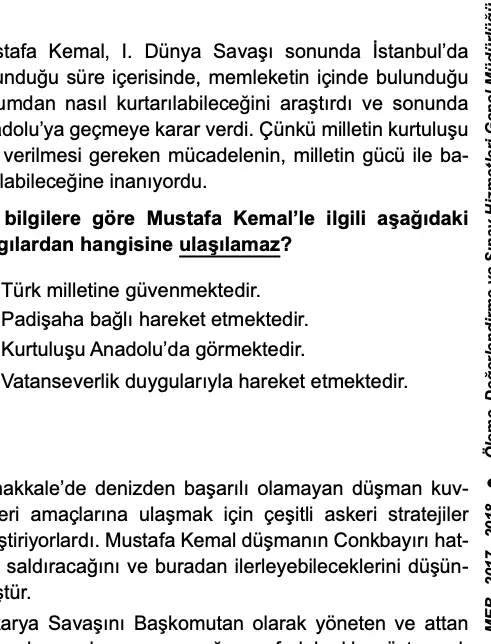 stafa Kemal, I. Dünya Savaşı sonunda İstanbul’da
unduğu süre içerisinde, memleketin içinde bulunduğu
umdan nasıl kurtarılabileceğini araştırdı ve sonunda
adolu’ya geçmeye karar verdi. Çünkü milletin kurtuluşu
verilmesi gereken mücadelenin, milletin gücü ile ba-
ılabileceğine inanıyordu.
bilgilere göre Mustafa Kemal’le ilgili aşağıdaki
gılardan hangisine ulaşılamaz?
Türk milletine güvenmektedir.
Padişaha bağlı hareket etmektedir.
Kurtuluşu Anadolu’da görmektedir.
Vatanseverlik duygularıyla hareket etmektedir.
nakkale’de denizden başarılı olamayan düşman kuv-
eri amaçlarına ulaşmak için çeşitli askeri stratejiler
ştiriyorlardı. Mustafa Kemal düşmanın Conkbayırı hat-
saldıracağını ve buradan ilerleyebileceklerini düşün-
ştür.
karya Savaşını Başkomutan olarak yöneten ve attan
MEB 2017 - 2018 ● Ölçme, Değerlendirme ve Sınav Hizmetleri Genel Müdürlüğü